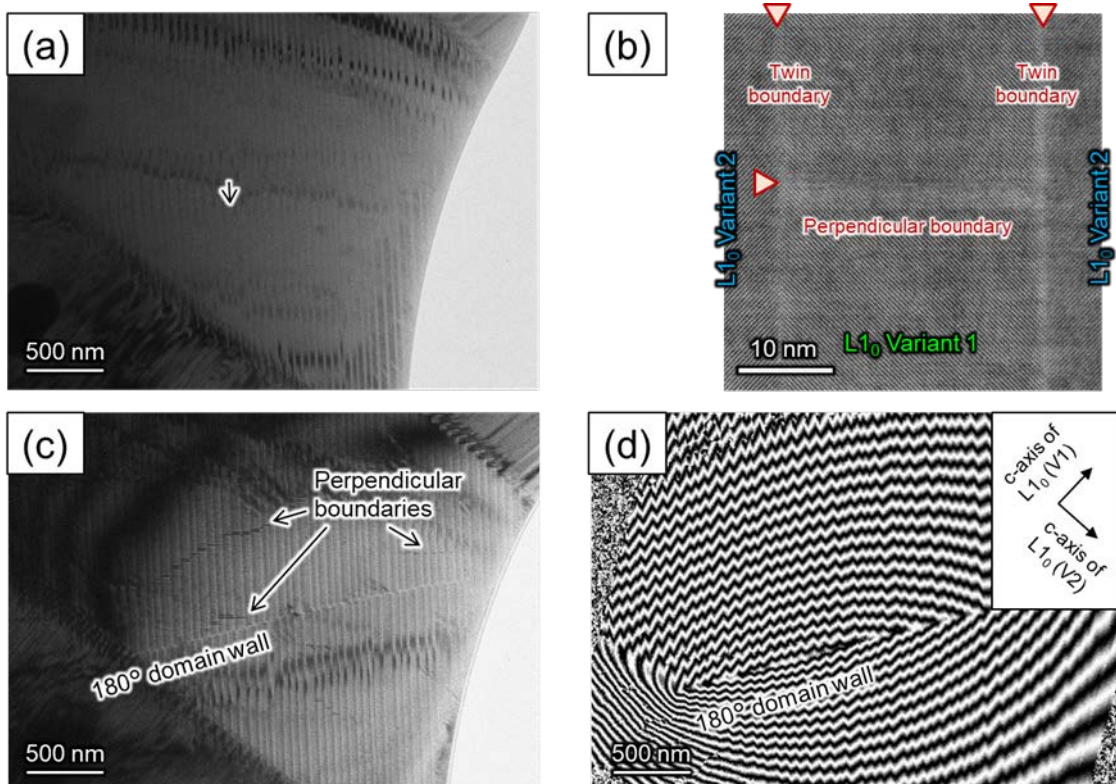 (a)
500 nm
(b)
Twin
boundary
Twin
boundary
L1₀ Variant 2
L1₀ Variant 2
Perpendicular boundary
L1₀ Variant 1
10 nm
(c)
Perpendicular
boundaries
180° domain wall
500 nm
(d)
c-axis of
L1₀ (V1)
c-axis of
L1₀ (V2)
180° domain wall
500 nm